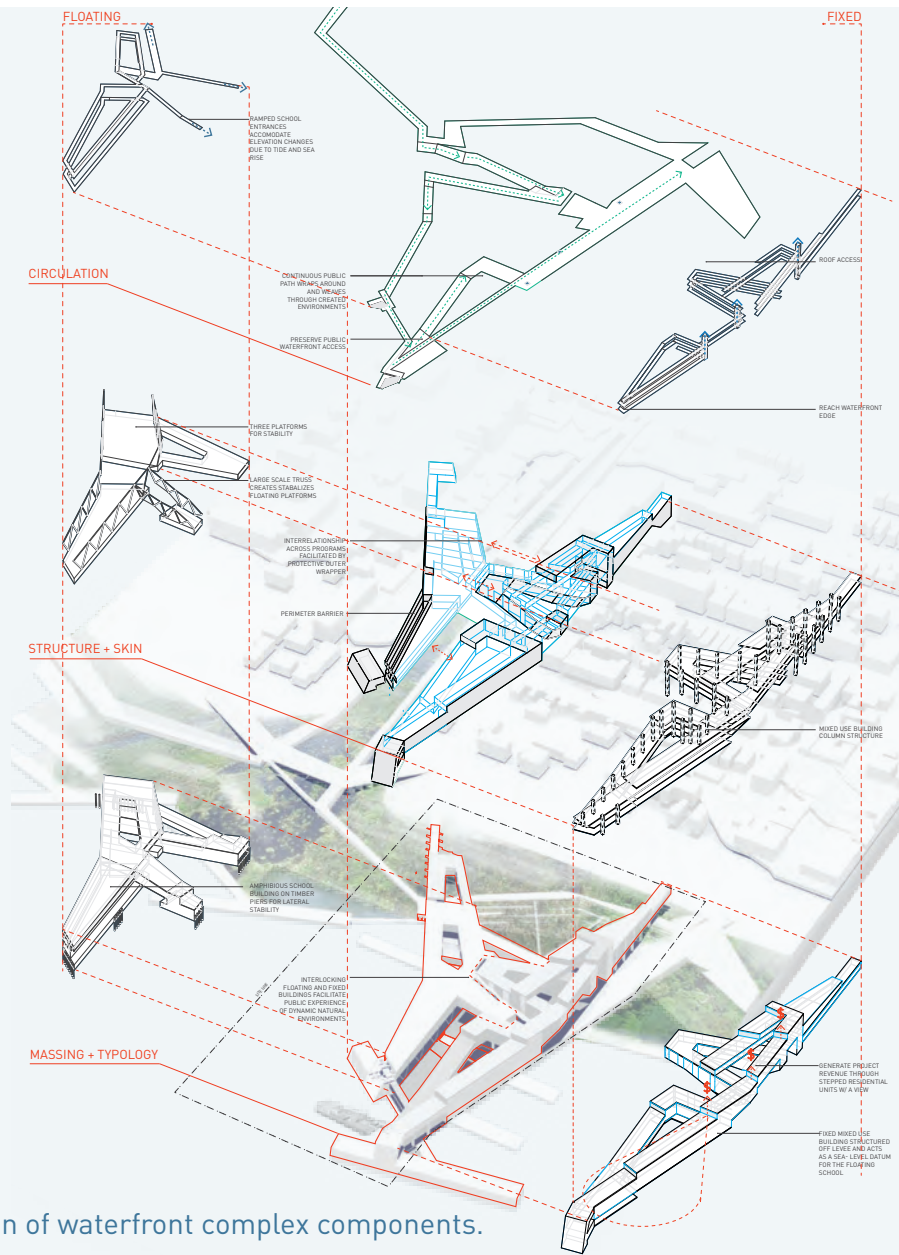 FLOATING
FIXED
RAMPED SCHOOL
ENTRANCES
ACCOMODATE
ELEVATION CHANGES
DUE TO TIDE AND SEA
RISE
ROOF ACCESS
CIRCULATION
CONTINUOUS PUBLIC
PATH WRAPS AROUND
AND WEAVES
THROUGH CREATED
ENVIRONMENTS
PRESERVE PUBLIC
WATERFRONT ACCESS
REACH WATERFRONT
EDGE
THREE PLATFORMS
FOR STABILITY
LARGE SCALE TRUSS
CREATES STABALIZES
FLOATING PLATFORMS
INTERRELATIONSHIP
ACROSS PROGRAMS
FACILITATED BY
PROTECTIVE OUTER
WRAPPER
PERIMETER BARRIER
STRUCTURE + SKIN
MIXED USE BUILDING
COLUMN STRUCTURE
AMPHIBIOUS SCHOOL
BUILDING ON TIMBER
PIERS FOR LATERAL
STABILITY
INTERLOCKING
FLOATING AND FIXED
BUILDINGS FACILITATE
PUBLIC EXPERIENCE
OF DYNAMIC NATURAL
ENVIRONMENTS
MASSING + TYPOLOGY
$
$
$
GENERATE PROJECT
REVENUE THROUGH
STEPPED RESIDENTIAL
UNITS W/ A VIEW
FIXED MIXED USE
BUILDING STRUCTURED
OFF LEVEE AND ACTS
AS A SEA- LEVEL DATUM
FOR THE FLOATING
SCHOOL
n of waterfront complex components.